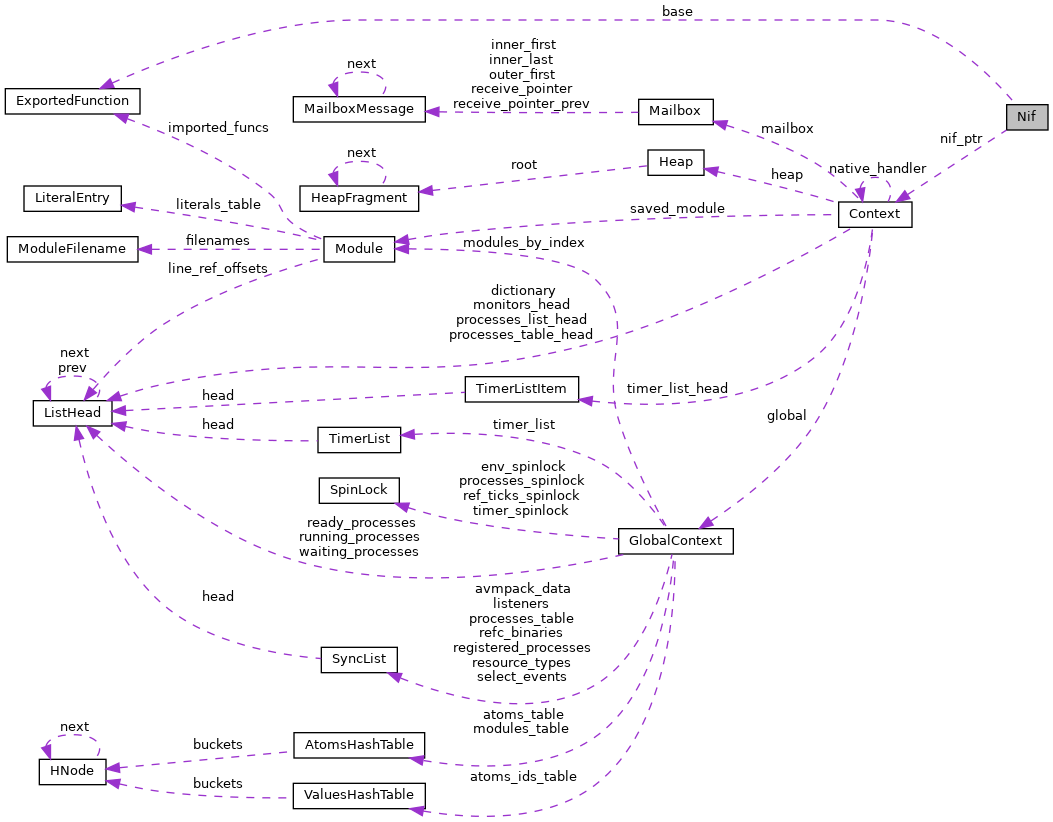 base
inner_first
inner_last
outer_first
receive_pointer
receive_pointer_prev
next
ExportedFunction
MailboxMessage
Mailbox
Nif
imported_funcs
mailbox
nif_ptr
next
root
Heap
native_handler
heap
LiteralEntry
HeapFragment
literals_table
saved_module
Context
ModuleFilename
filenames
Module
modules_by_index
line_ref_offsets
dictionary
monitors_head
processes_list_head
processes_table_head
next
prev
TimerListItem
timer_list_head
head
ListHead
global
head
TimerList
timer_list
env_spinlock
processes_spinlock
ref_ticks_spinlock
timer_spinlock
SpinLock
ready_processes
running_processes
waiting_processes
GlobalContext
head
avmpack_data
listeners
processes_table
refc_binaries
registered_processes
resource_types
select_events
SyncList
atoms_table
modules_table
next
buckets
AtomsHashTable
HNode
atoms_ids_table
buckets
ValuesHashTable